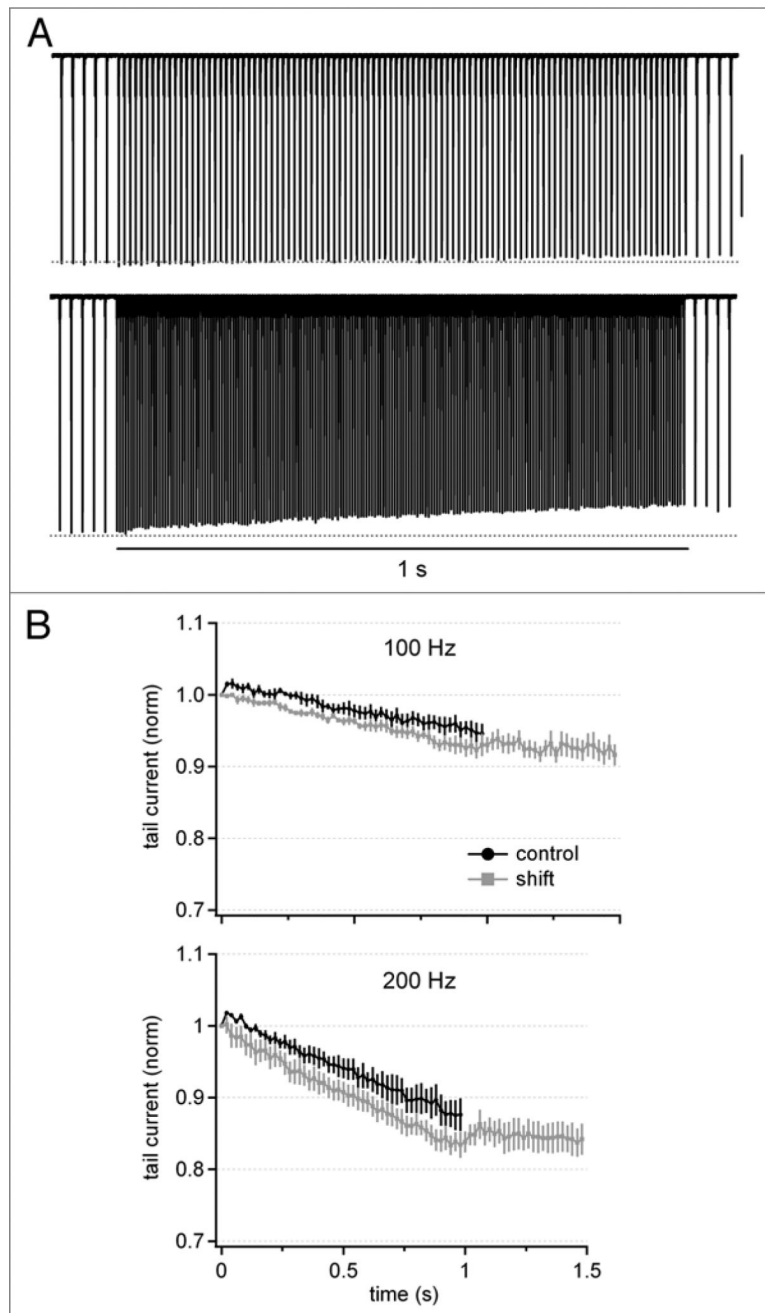 A
1 s
B
1.1
100 Hz
1.0
0.9
0.8
0.7
tail current (norm)
control
shift
1.1
200 Hz
1
0.9
0.8
0.7
tail current (norm)
0
0.5
1
1.5
time (s)